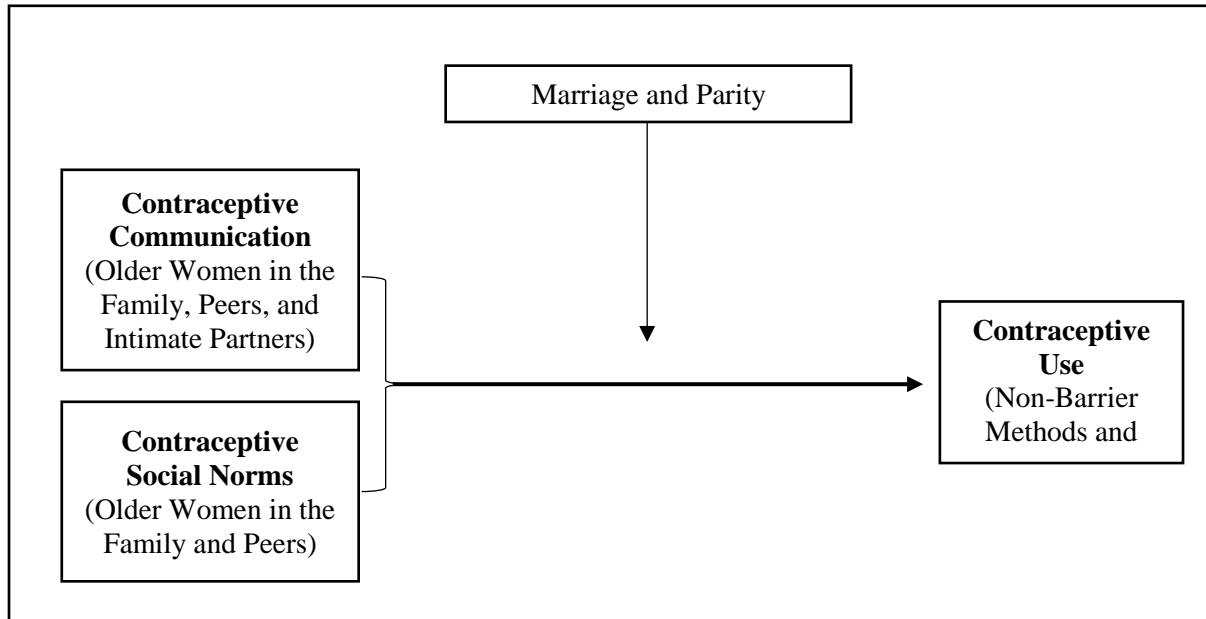 Marriage and Parity
Contraceptive
Communication
(Older Women in the
Family, Peers, and
Intimate Partners)
Contraceptive
Social Norms
(Older Women in the
Family and Peers)
Contraceptive
Use
(Non-Barrier
Methods and